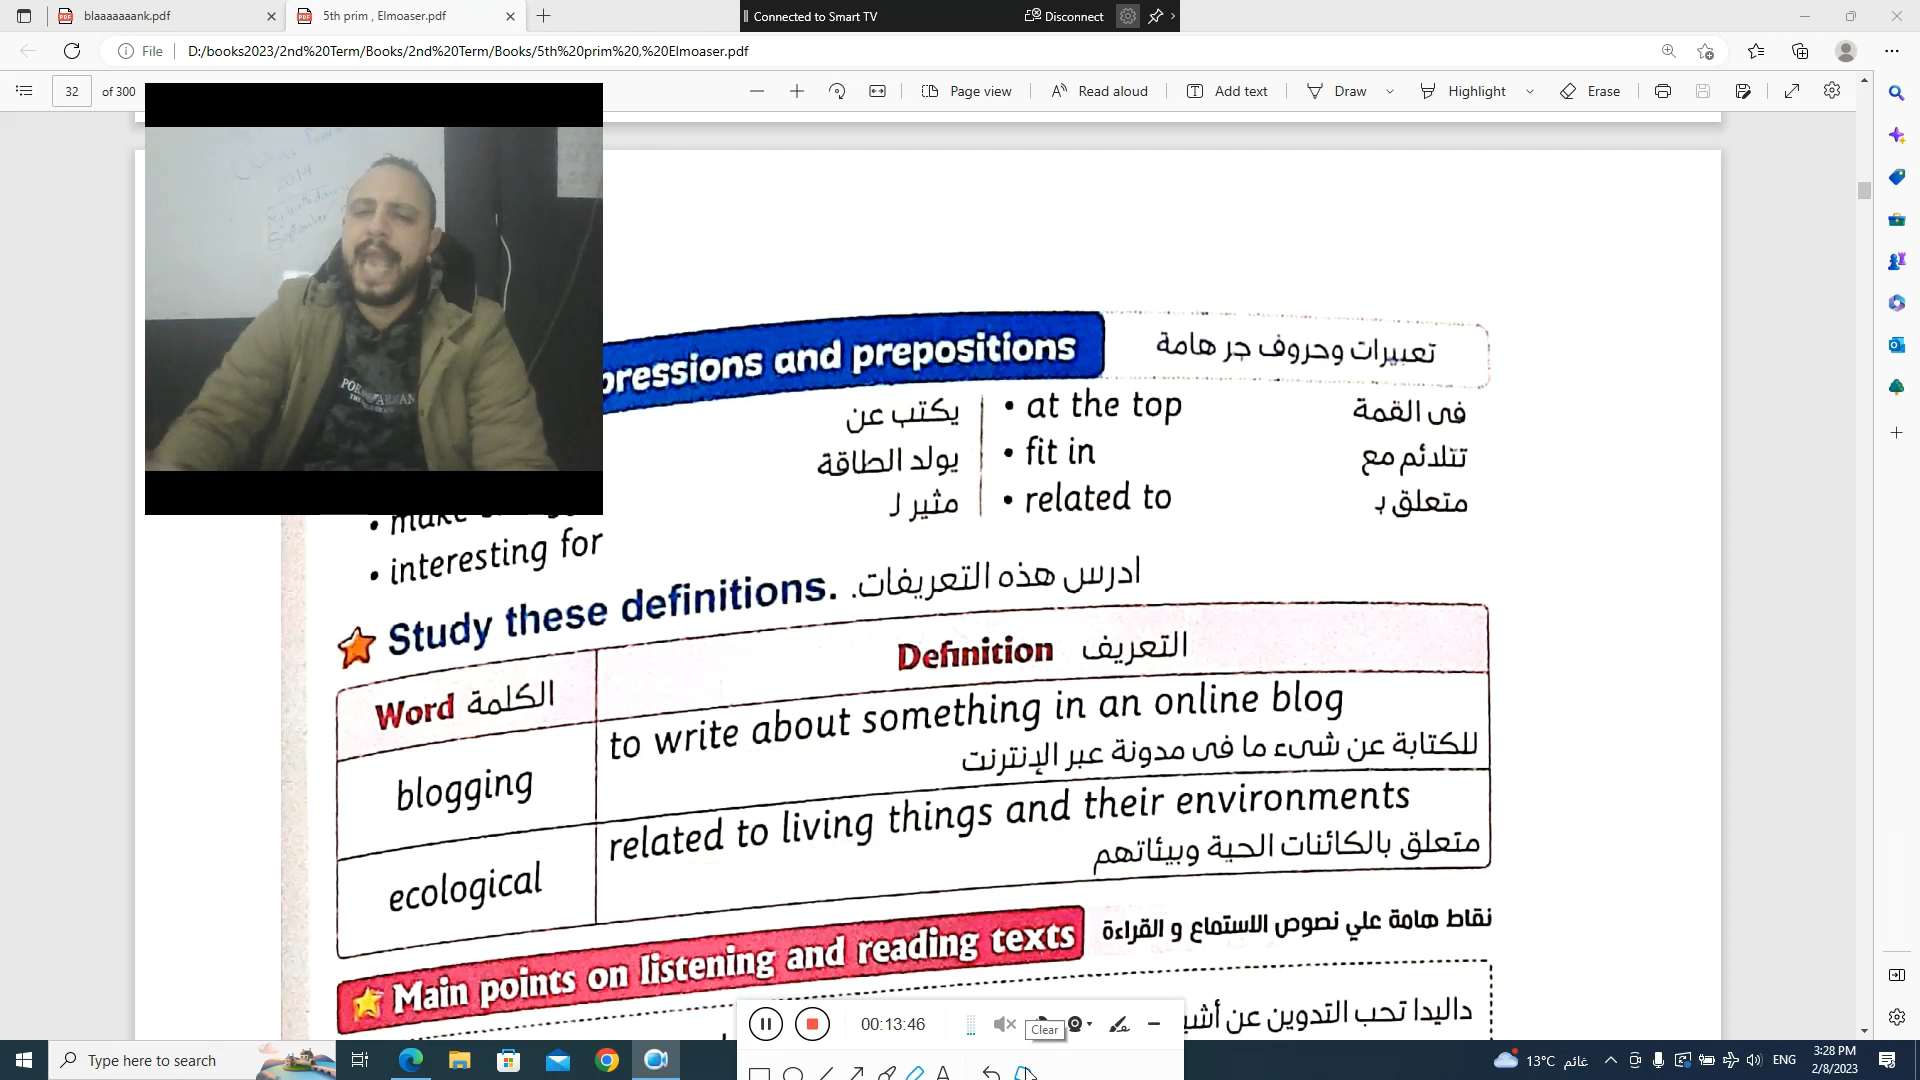 blaaaaaaank.pdf
5th prim , Elmoaser.pdf
Connected to Smart TV
Disconnect
File
D:/books2023/2nd%20Term/Books/2nd%20Term/Books/5th%20prim%20,%20Elmoaser.pdf
32
of 300
Page view
Read aloud
Add text
Draw
Highlight
Erase
pressions and prepositions
تعبيرات وحروف جر هامة
يكتب عن
• at the top
فى القمة
يولد الطاقة
• fit in
تتلائم مع
مثير لـ
• related to
متعلق بـ
• interesting for
Study these definitions. ادرس هذه التعريفات.
Word الكلمة
Definition التعريف
blogging
to write about something in an online blog
للكتابة عن شىء ما فى مدونة عبر الإنترنت
ecological
related to living things and their environments
متعلق بالكائنات الحية وبيئاتهم
Main points on listening and reading texts
نقاط هامة علي نصوص الاستماع و القراءة
داليدا تحب التدوين عن
00:13:46
Clear
Type here to search
13°C غائم
ENG
3:28 PM
2/8/2023